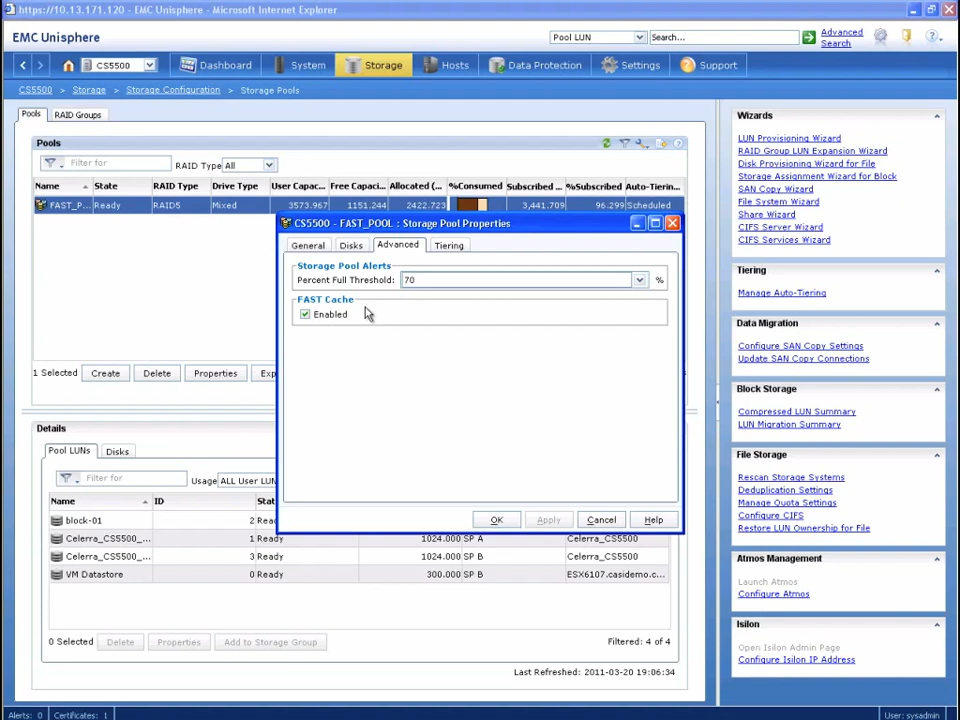 https://10.13.171.120 - EMC Unisphere - Microsoft Internet Explorer
EMC Unisphere
Pool LUN
Search...
Advanced Search
CS5500
Dashboard
System
Storage
Hosts
Data Protection
Settings
Support
CS5500 > Storage > Storage Configuration > Storage Pools
Pools
RAID Groups
Pools
Filter for
RAID Type All
Name State RAID Type Drive Type User Capac... Free Capaci... Allocated (... %Consumed Subscribed ... %Subscribed Auto-Tierin...
FAST_P... Ready RAID5 Mixed 3573.967 1151.244 2422.723 3,441.709 96.299 Scheduled
CS5500 - FAST_POOL : Storage Pool Properties
General Disks Advanced Tiering
Storage Pool Alerts
Percent Full Threshold: 70 %
FAST Cache
Enabled
OK Apply Cancel Help
1 Selected Create Delete Properties Exp
Details
Pool LUNs Disks
Filter for
Usage ALL User LUN
Name ID Stat
block-01 2 Read
Celerra_CS5500_... 1 Ready 1024.000 SP A Celerra_CS5500
Celerra_CS5500_... 3 Ready 1024.000 SP B Celerra_CS5500
VM Datastore 0 Ready 300.000 SP B ESX6107.casidemo.c...
0 Selected Delete Properties Add to Storage Group Filtered: 4 of 4
Last Refreshed: 2011-03-20 19:06:34
Wizards
LUN Provisioning Wizard
RAID Group LUN Expansion Wizard
Disk Provisioning Wizard for File
Storage Assignment Wizard for Block
SAN Copy Wizard
File System Wizard
Share Wizard
CIFS Server Wizard
CIFS Services Wizard
Tiering
Manage Auto-Tiering
Data Migration
Configure SAN Copy Settings
Update SAN Copy Connections
Block Storage
Compressed LUN Summary
LUN Migration Summary
File Storage
Rescan Storage Systems
Deduplication Settings
Manage Quota Settings
Configure CIFS
Restore LUN Ownership for File
Atmos Management
Launch Atmos
Configure Atmos
Isilon
Open Isilon Admin Page
Configure Isilon IP Address
Alerts: 0 Certificates: 1
User: sysadmin